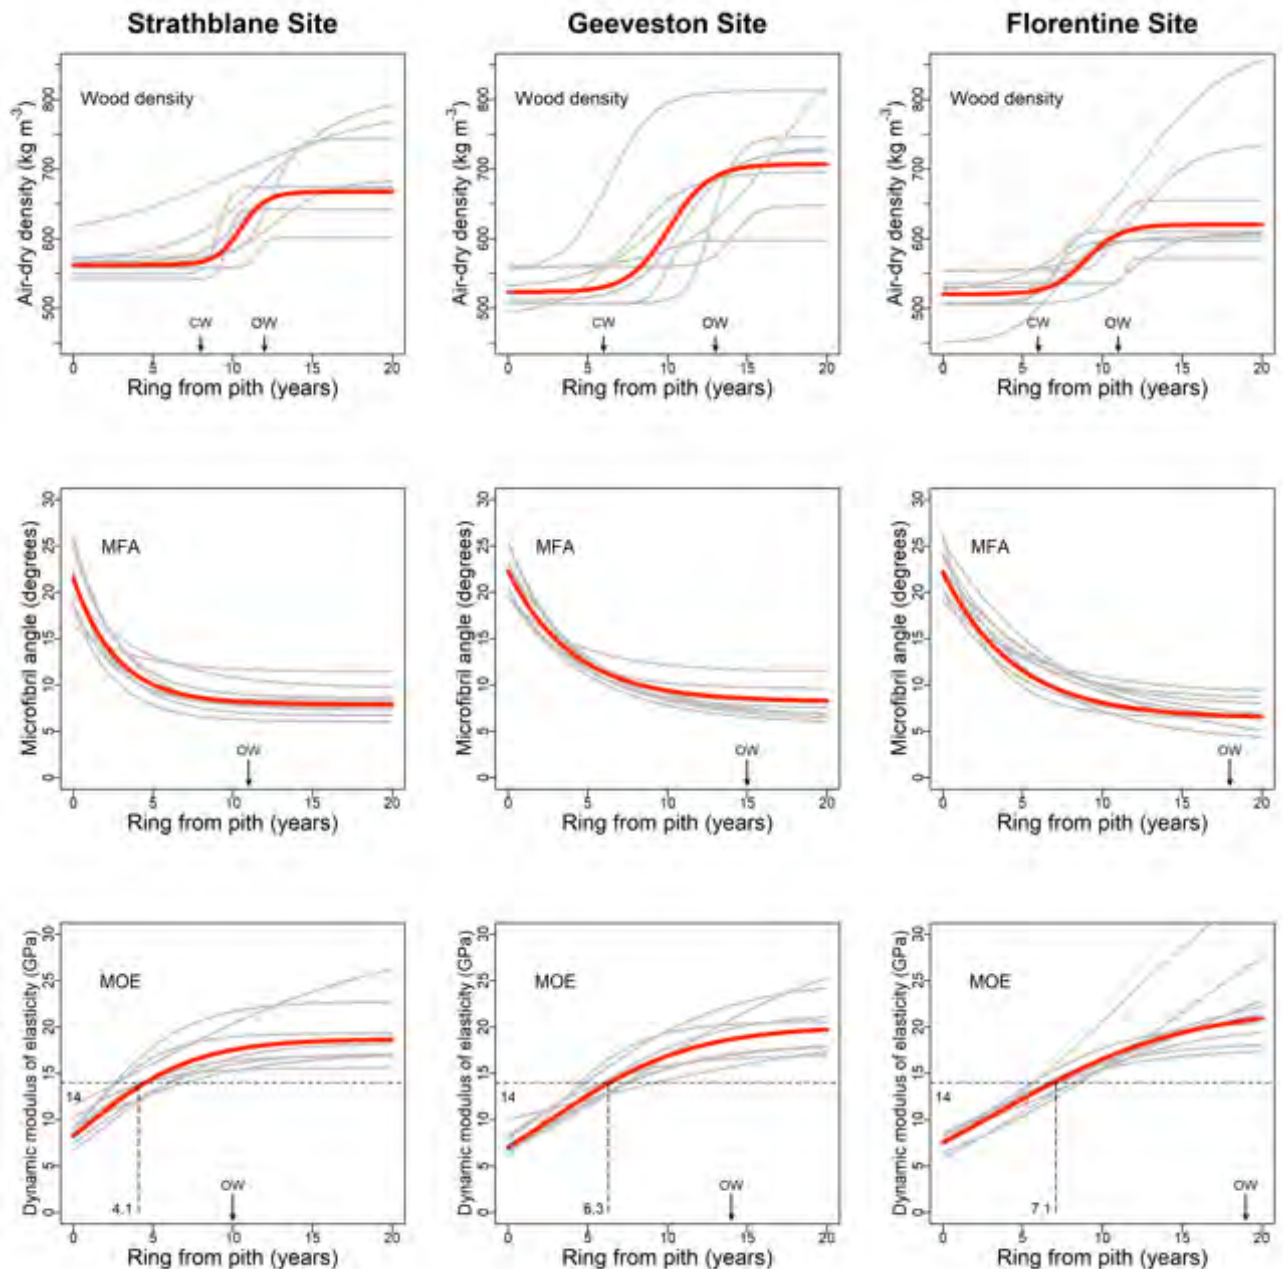 Strathblane Site Geeveston Site Florentine Site
Air-dry density (kg m⁻³) Air-dry density (kg m⁻³) Air-dry density (kg m⁻³)
800 800 800
700 700 700
600 600 600
500 500 500
Wood density Wood density Wood density
CW OW CW OW CW OW
0 5 10 15 20 0 5 10 15 20 0 5 10 15 20
Ring from pith (years) Ring from pith (years) Ring from pith (years)
Microfibril angle (degrees) Microfibril angle (degrees) Microfibril angle (degrees)
30 30 30
25 25 25
20 20 20
15 15 15
10 10 10
5 5 5
0 0 0
MFA MFA MFA
OW OW OW
0 5 10 15 20 0 5 10 15 20 0 5 10 15 20
Ring from pith (years) Ring from pith (years) Ring from pith (years)
Dynamic modulus of elasticity (GPa) Dynamic modulus of elasticity (GPa) Dynamic modulus of elasticity (GPa)
30 30 30
25 25 25
20 20 20
15 15 15
10 10 10
5 5 5
0 0 0
MOE MOE MOE
14 14 14
OW OW OW
4.1 6.3 7.1
0 5 10 15 20 0 5 10 15 20 0 5 10 15 20
Ring from pith (years) Ring from pith (years) Ring from pith (years)